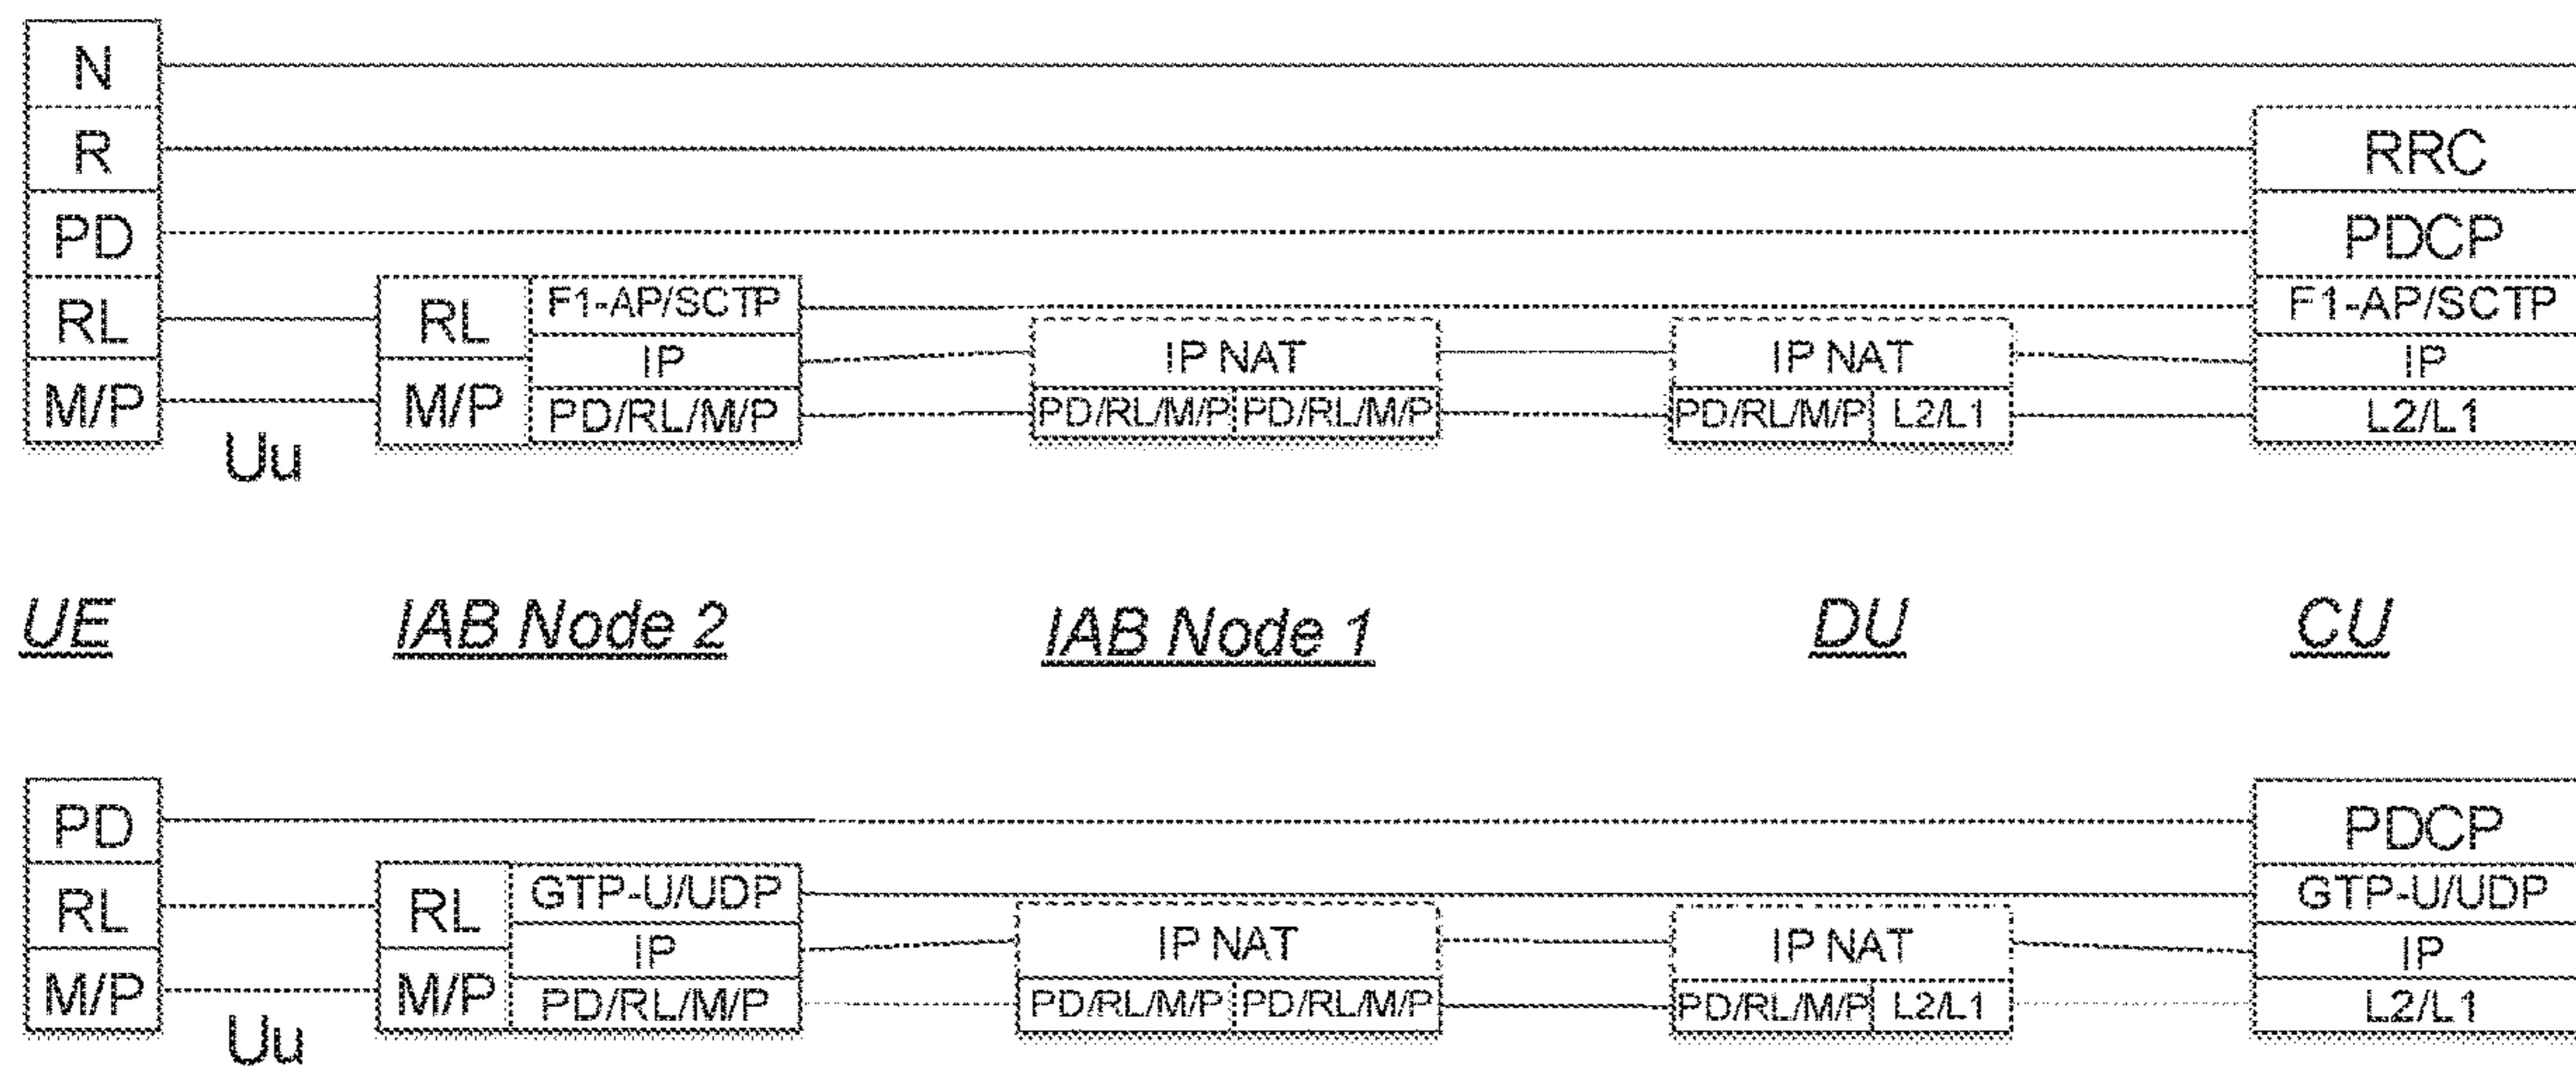 N
R
RRC
PD
PDCP
RL
RL
F1-AP/SCTP
F1-AP/SCTP
IP
IP NAT
IP NAT
IP
M/P
M/P
PD/RL/M/P
PD/RL/M/P
PD/RL/M/P
PD/RL/M/P
L2/L1
L2/L1
Uu
UE
IAB Node 2
IAB Node 1
DU
CU
PD
PDCP
RL
RL
GTP-U/UDP
GTP-U/UDP
IP
IP NAT
IP NAT
IP
M/P
M/P
PD/RL/M/P
PD/RL/M/P
PD/RL/M/P
PD/RL/M/P
L2/L1
L2/L1
Uu